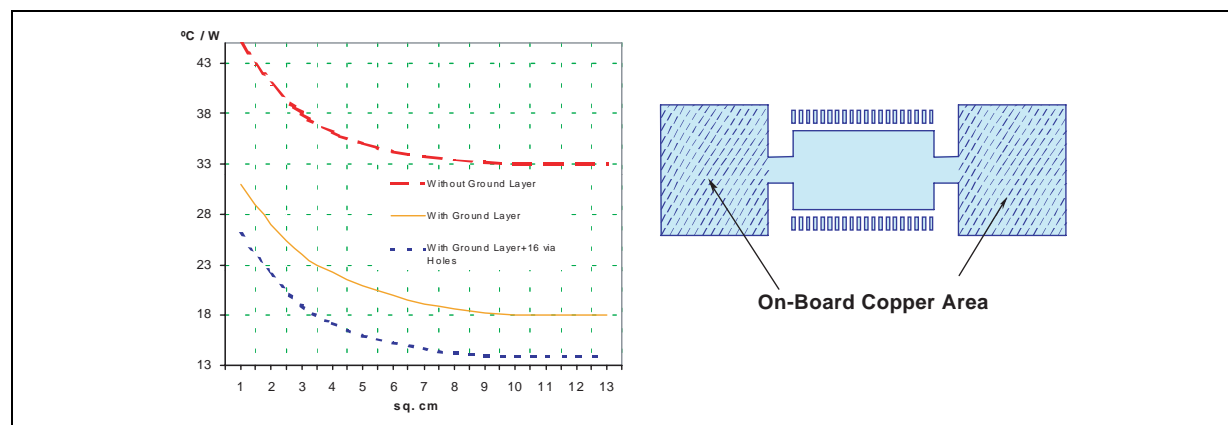 ºC / W
43
38
33
28
23
18
13
Without Ground Layer
With Ground Layer
With Ground Layer+16 via
Holes
1 2 3 4 5 6 7 8 9 10 11 12 13
sq. cm
On-Board Copper Area